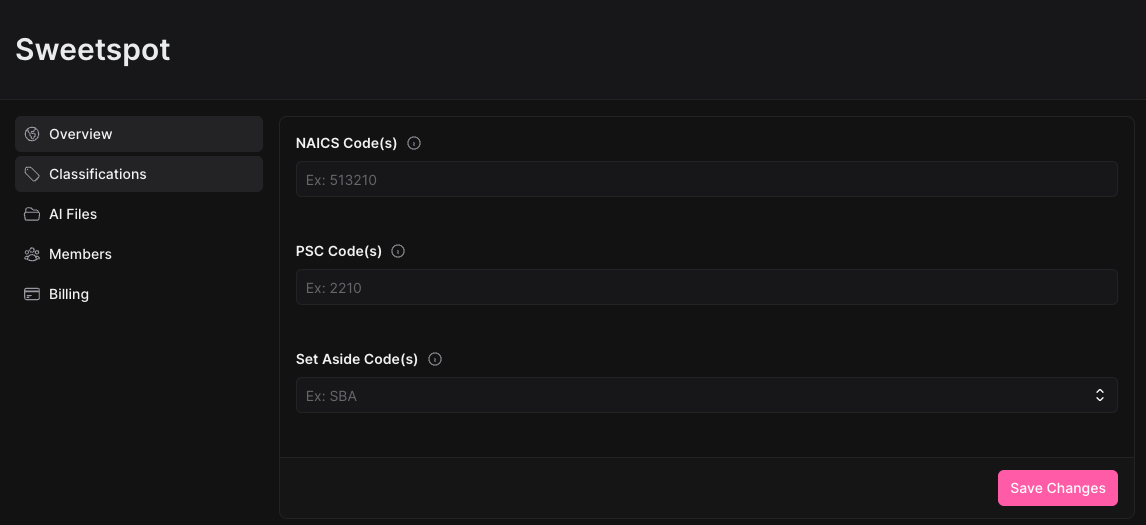 Sweetspot
Overview
Classifications
AI Files
Members
Billing
NAICS Code(s)
Ex: 513210
PSC Code(s)
Ex: 2210
Set Aside Code(s)
Ex: SBA
Save Changes